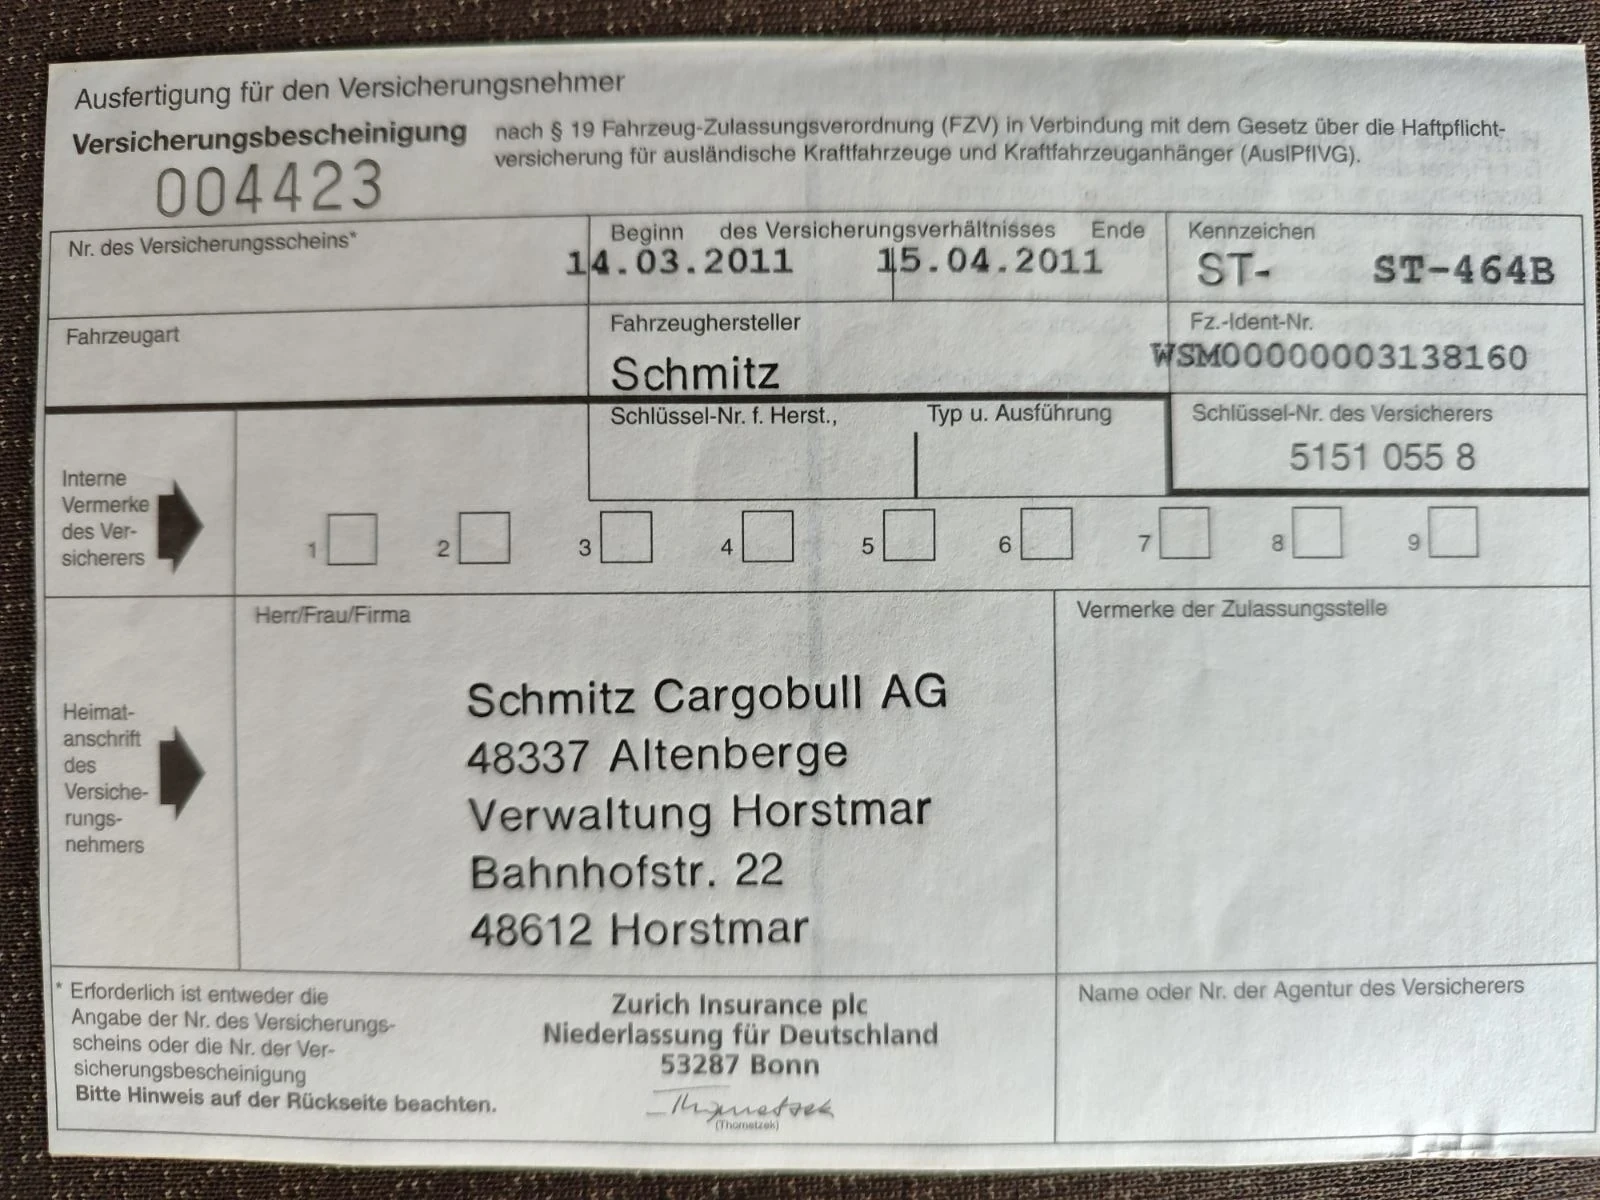 Ausfertigung für den Versicherungsnehmer
Versicherungsbescheinigung
004423
nach § 19 Fahrzeug-Zulassungsverordnung (FZV) in Verbindung mit dem Gesetz über die Haftpflicht-
versicherung für ausländische Kraftfahrzeuge und Kraftfahrzeuganhänger (AuslPflVG).
Nr. des Versicherungsscheins*
Beginn des Versicherungsverhältnisses Ende
14.03.2011 15.04.2011
Kennzeichen
ST- ST-464B
Fahrzeugart
Fahrzeughersteller
Schmitz
Fz.-Ident-Nr.
WSM00000003138160
Schlüssel-Nr. f. Herst., Typ u. Ausführung
Schlüssel-Nr. des Versicherers
5151 055 8
Interne
Vermerke
des Ver-
sicherers
1 2 3 4 5 6 7 8 9
Herr/Frau/Firma
Vermerke der Zulassungsstelle
Heimat-
anschrift
des
Versiche-
rungs-
nehmers
Schmitz Cargobull AG
48337 Altenberge
Verwaltung Horstmar
Bahnhofstr. 22
48612 Horstmar
* Erforderlich ist entweder die
Angabe der Nr. des Versicherungs-
scheins oder die Nr. der Ver-
sicherungsbescheinigung
Bitte Hinweis auf der Rückseite beachten.
Zurich Insurance plc
Niederlassung für Deutschland
53287 Bonn
Thometzek
(Thometzek)
Name oder Nr. der Agentur des Versicherers